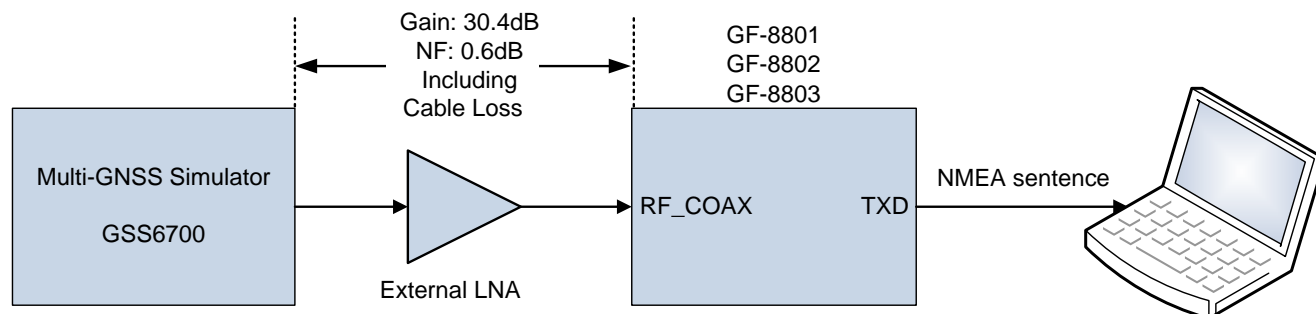 Gain: 30.4dB
NF: 0.6dB
Including
Cable Loss
GF-8801
GF-8802
GF-8803
Multi-GNSS Simulator
GSS6700
External LNA
RF_COAX
TXD
NMEA sentence